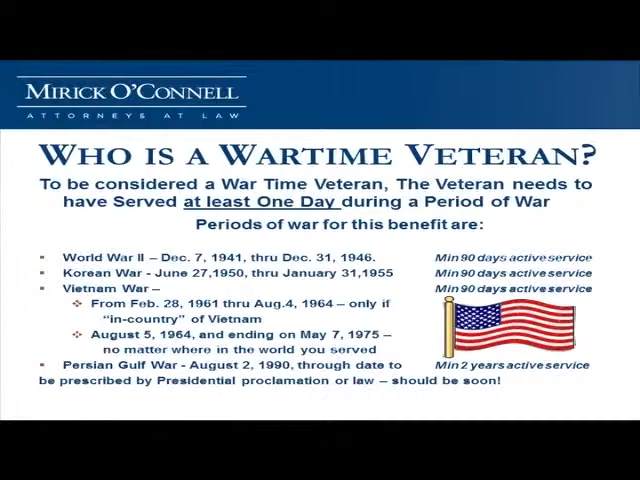 MIRICK O'CONNELL
ATTORNEYS AT LAW
WHO IS A WARTIME VETERAN?
To be considered a War Time Veteran, The Veteran needs to
have Served at least One Day during a Period of War
Periods of war for this benefit are:
▪ World War II – Dec. 7, 1941, thru Dec. 31, 1946. Min 90 days active service
▪ Korean War - June 27,1950, thru January 31,1955 Min 90 days active service
▪ Vietnam War – Min 90 days active service
❖ From Feb. 28, 1961 thru Aug.4, 1964 – only if
"in-country" of Vietnam
❖ August 5, 1964, and ending on May 7, 1975 –
no matter where in the world you served
▪ Persian Gulf War - August 2, 1990, through date to Min 2 years active service
be prescribed by Presidential proclamation or law – should be soon!